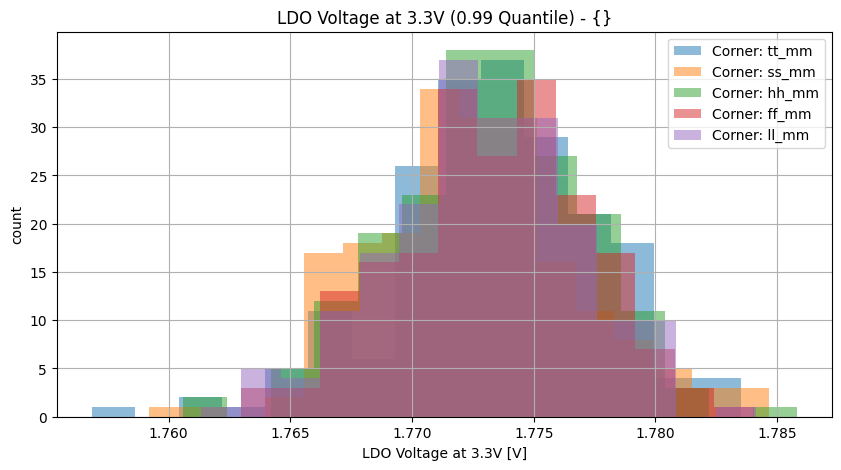 LDO Voltage at 3.3V (0.99 Quantile) - {}
Corner: tt_mm
Corner: ss_mm
Corner: hh_mm
Corner: ff_mm
Corner: ll_mm
count
35
30
25
20
15
10
5
0
1.760 1.765 1.770 1.775 1.780 1.785
LDO Voltage at 3.3V [V]